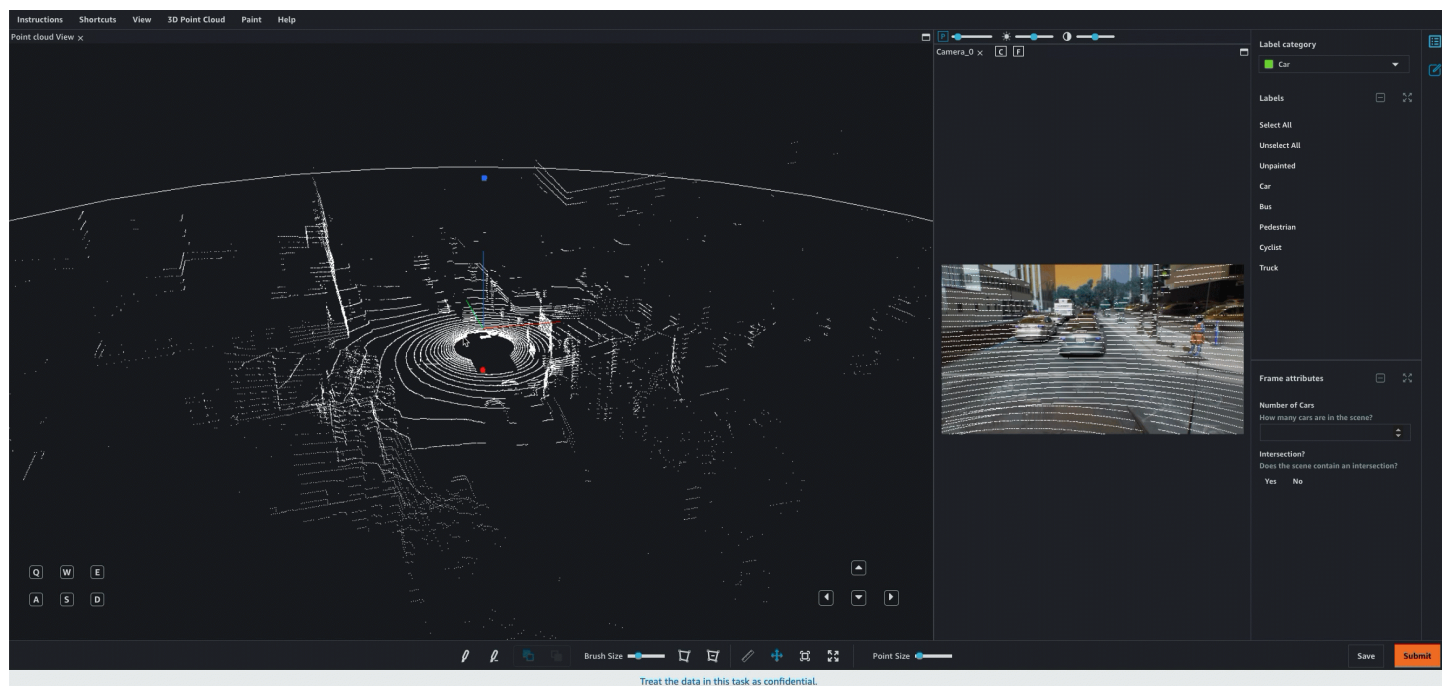 Instructions Shortcuts View 3D Point Cloud Paint Help
Point cloud View ×
P
Camera_0 × C F
Label category
Car
Labels
Select All
Unselect All
Unpainted
Car
Bus
Pedestrian
Cyclist
Truck
Frame attributes
Number of Cars
How many cars are in the scene?
Intersection?
Does the scene contain an intersection?
Yes No
Q W E
A S D
Brush Size Point Size Save Submit
Treat the data in this task as confidential.